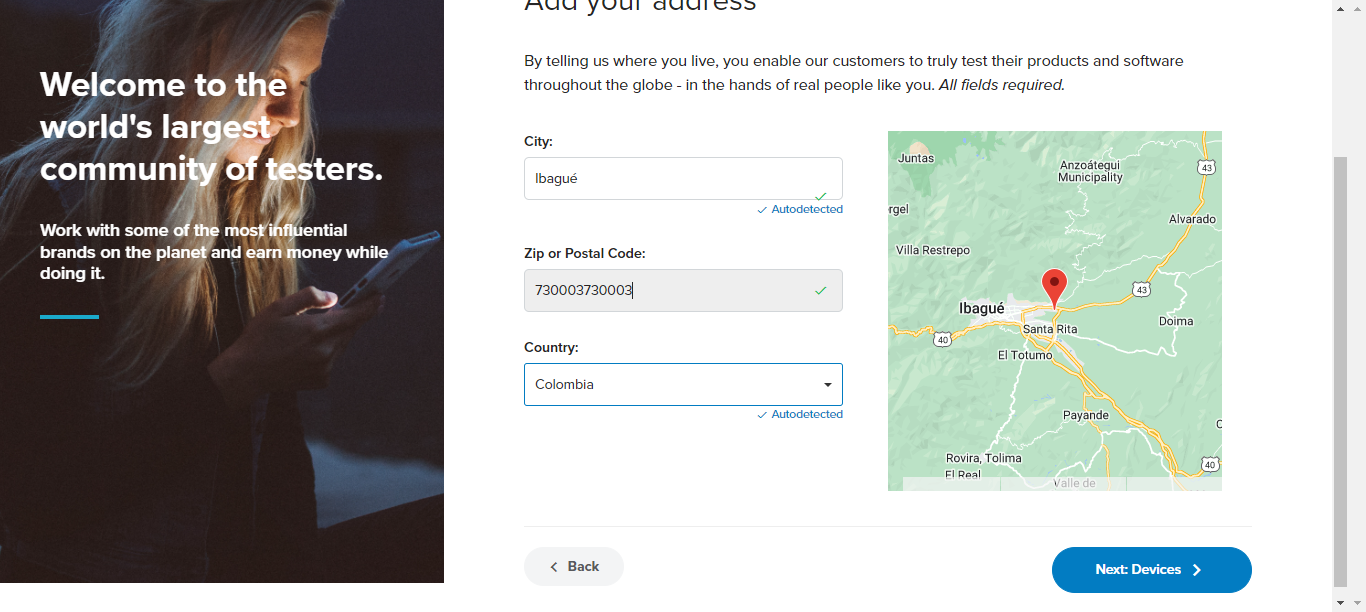 Add your address
Welcome to the
world's largest
community of testers.
Work with some of the most influential
brands on the planet and earn money while
doing it.
By telling us where you live, you enable our customers to truly test their products and software
throughout the globe - in the hands of real people like you. All fields required.
City:
Ibagué
Autodetected
Zip or Postal Code:
730003730003
Country:
Colombia
Autodetected
Juntas
Anzoátegui
Municipality
43
rgel
Alvarado
Villa Restrepo
43
Ibagué
Santa Rita
Doima
40
El Totumo
Payande
C
Rovira, Tolima
40
El Real
Valle de
Back
Next: Devices